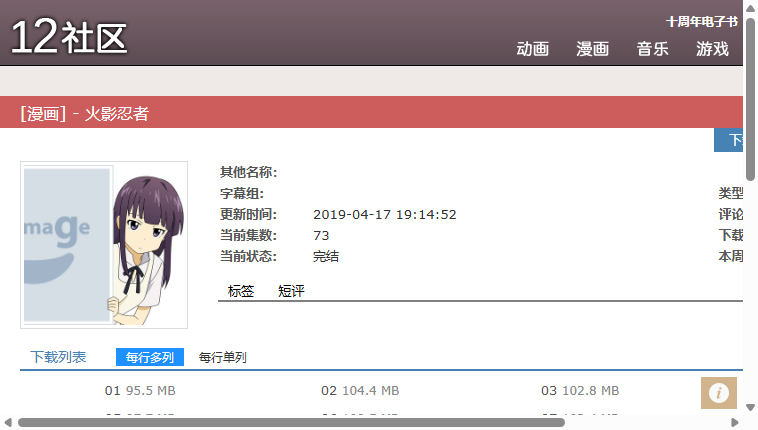 12社区
十周年电子书
动画 漫画 音乐 游戏
[漫画] - 火影忍者
其他名称:
字幕组:
类型
更新时间: 2019-04-17 19:14:52
评论
当前集数: 73
下载
当前状态: 完结
本周
mage
标签 短评
下载列表 每行多列 每行单列
01 95.5 MB 02 104.4 MB 03 102.8 MB